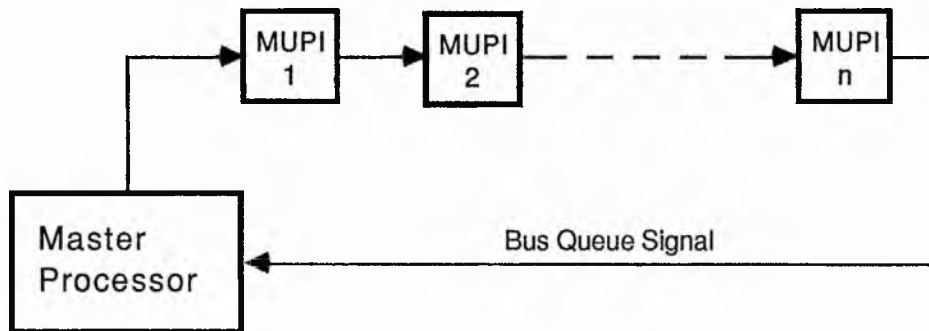 MUPI
1
MUPI
2
MUPI
n
Master
Processor
Bus Queue Signal